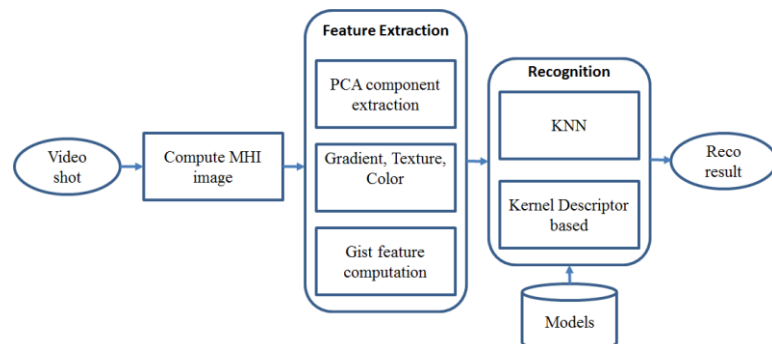 Video
shot
Compute MHI
image
Feature Extraction
PCA component
extraction
Gradient, Texture,
Color
Gist feature
computation
Recognition
KNN
Kernel Descriptor
based
Models
Reco
result